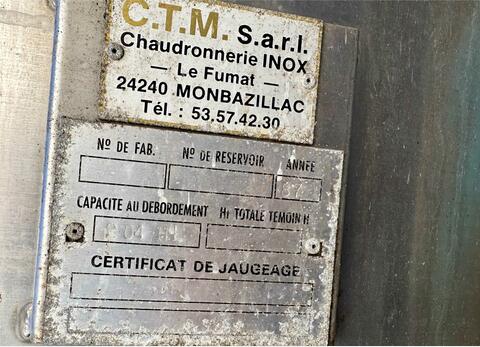 C.T.M. S.a.r.l.
Chaudronnerie INOX
— Le Fumat —
24240 MONBAZILLAC
Tél. : 53.57.42.30
Nº DE FAB. Nº DE RESERVOIR ANNÉE
CAPACITE AU DEBORDEMENT Ht TOTALE TEMOIN H
CERTIFICAT DE JAUGEAGE